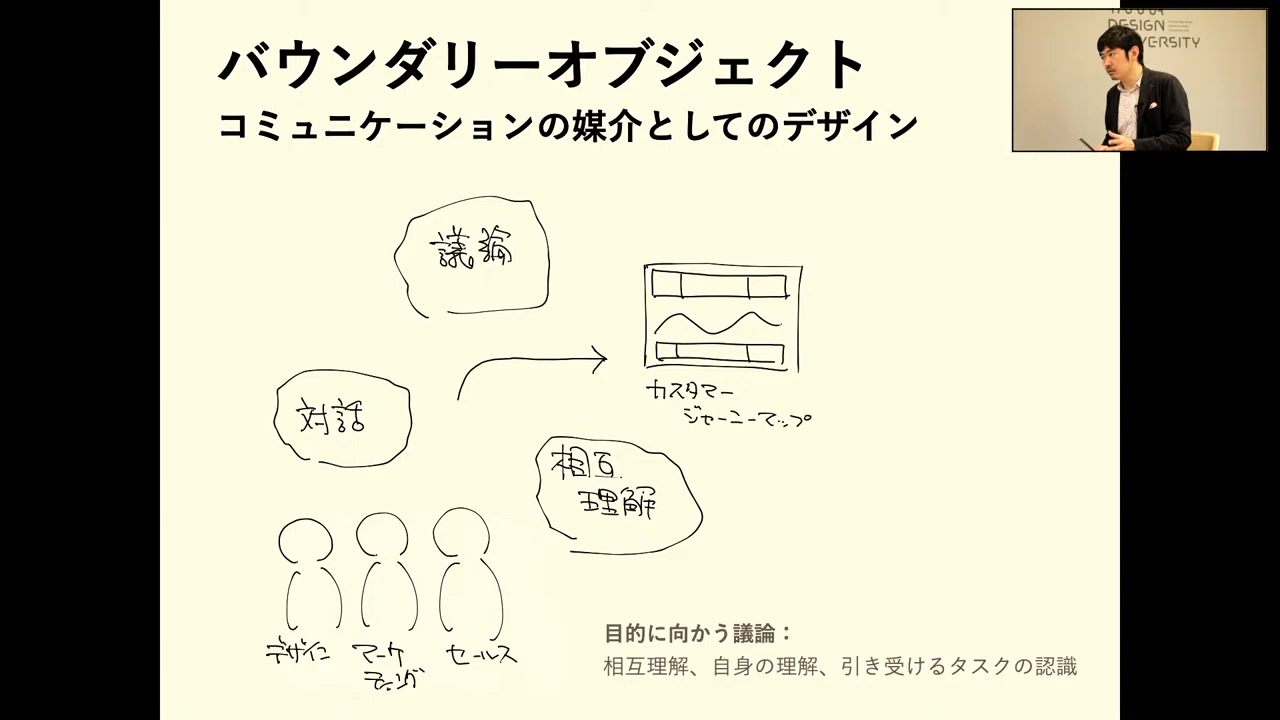 バウンダリーオブジェクト
コミュニケーションの媒介としてのデザイン
DESIGN
VERSITY
議論
カスタマー
ジャーニーマップ
対話
相互
理解
デザイン
マーケ
ティング
セールス
目的に向かう議論：
相互理解、自身の理解、引き受けるタスクの認識